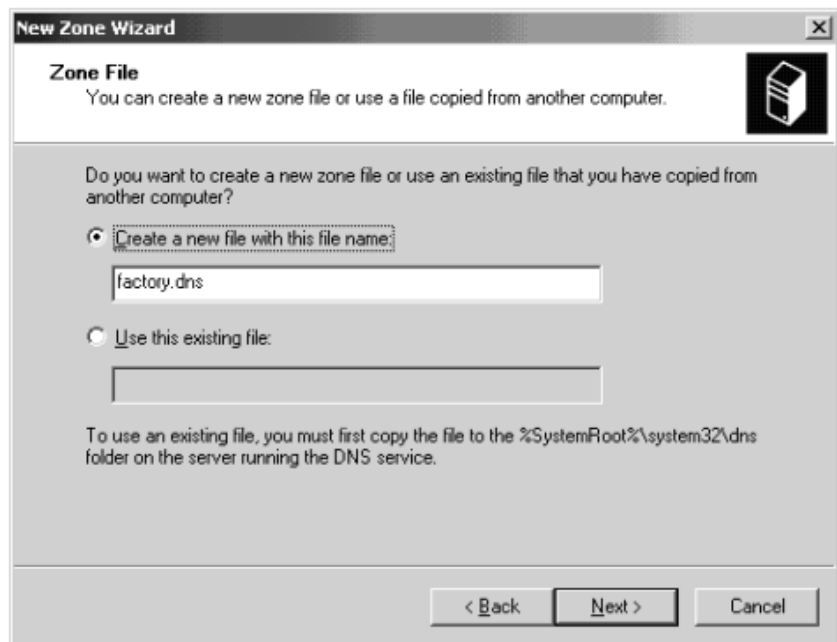 New Zone Wizard
Zone File
You can create a new zone file or use a file copied from another computer.
Do you want to create a new zone file or use an existing file that you have copied from
another computer?
Create a new file with this file name:
factory.dns
Use this existing file:
To use an existing file, you must first copy the file to the %SystemRoot%\system32\dns
folder on the server running the DNS service.
< Back
Next >
Cancel